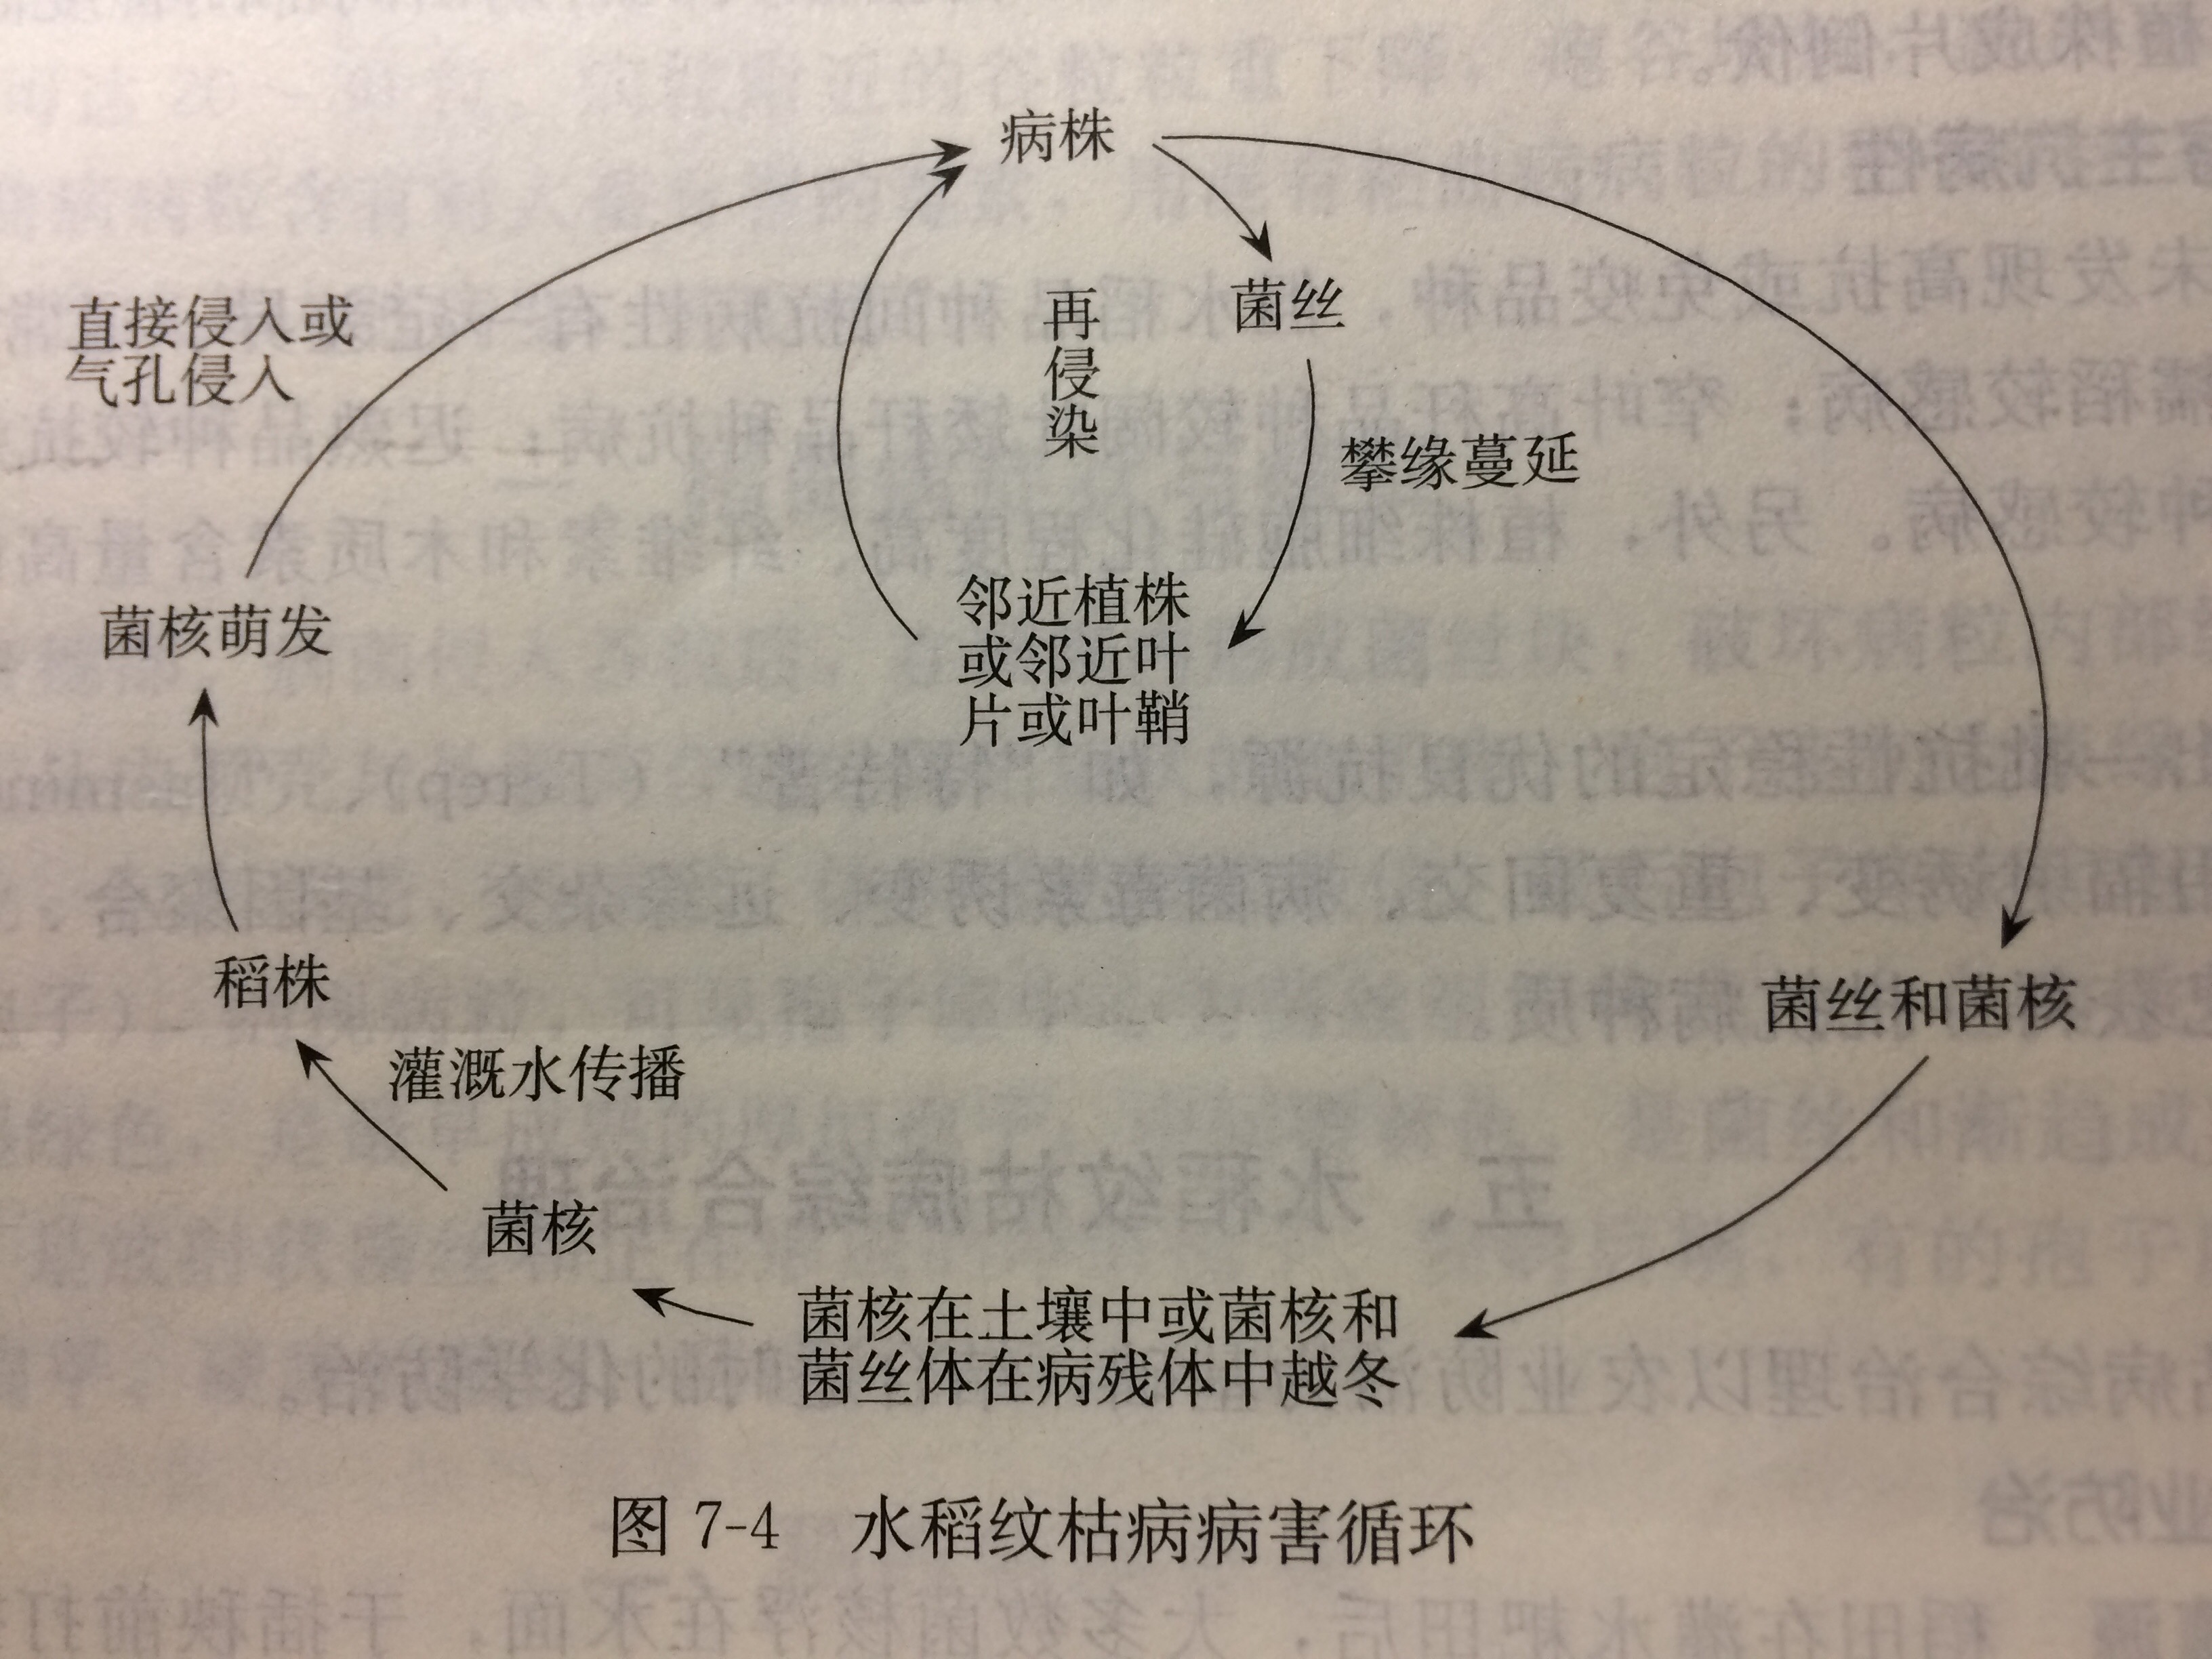 病株
直接侵入或
气孔侵入
再
侵
染
菌丝
攀缘蔓延
邻近植株
或邻近叶
片或叶鞘
菌核萌发
稻株
灌溉水传播
菌丝和菌核
菌核
菌核在土壤中或菌核和
菌丝体在病残体中越冬
图 7-4 水稻纹枯病病害循环